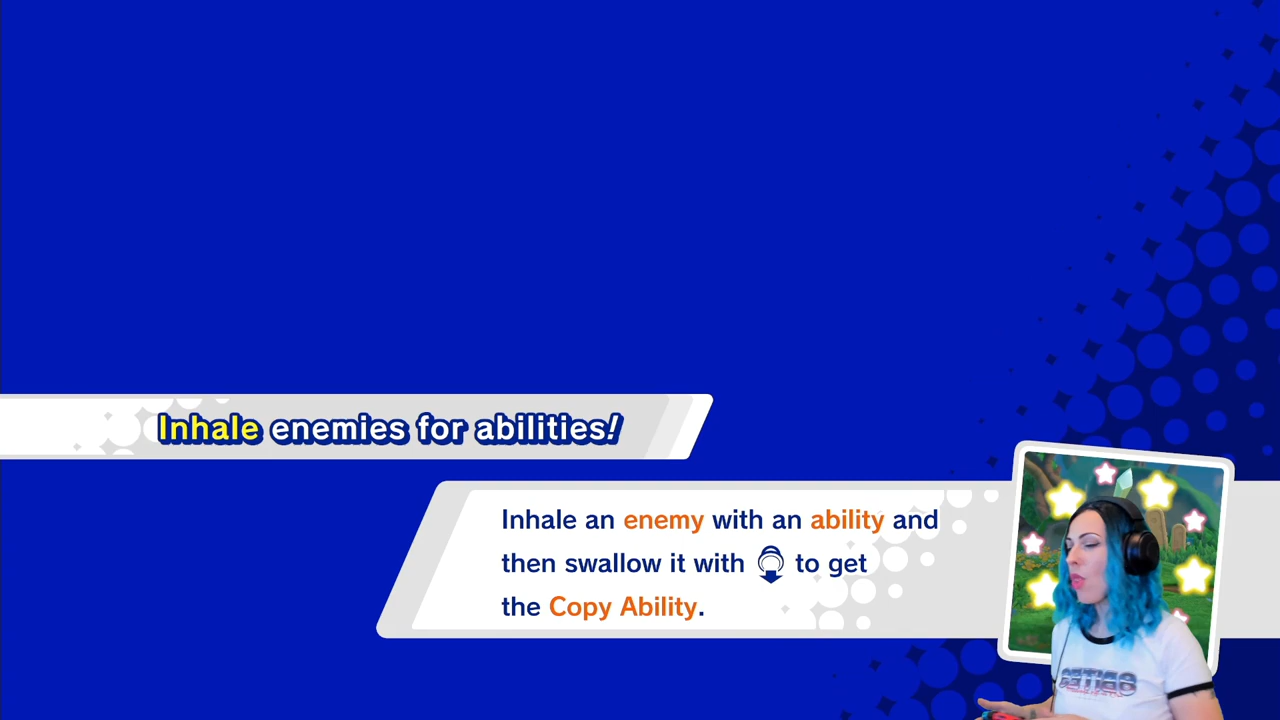 Inhale enemies for abilities!
Inhale an enemy with an ability and
then swallow it with to get
the Copy Ability.